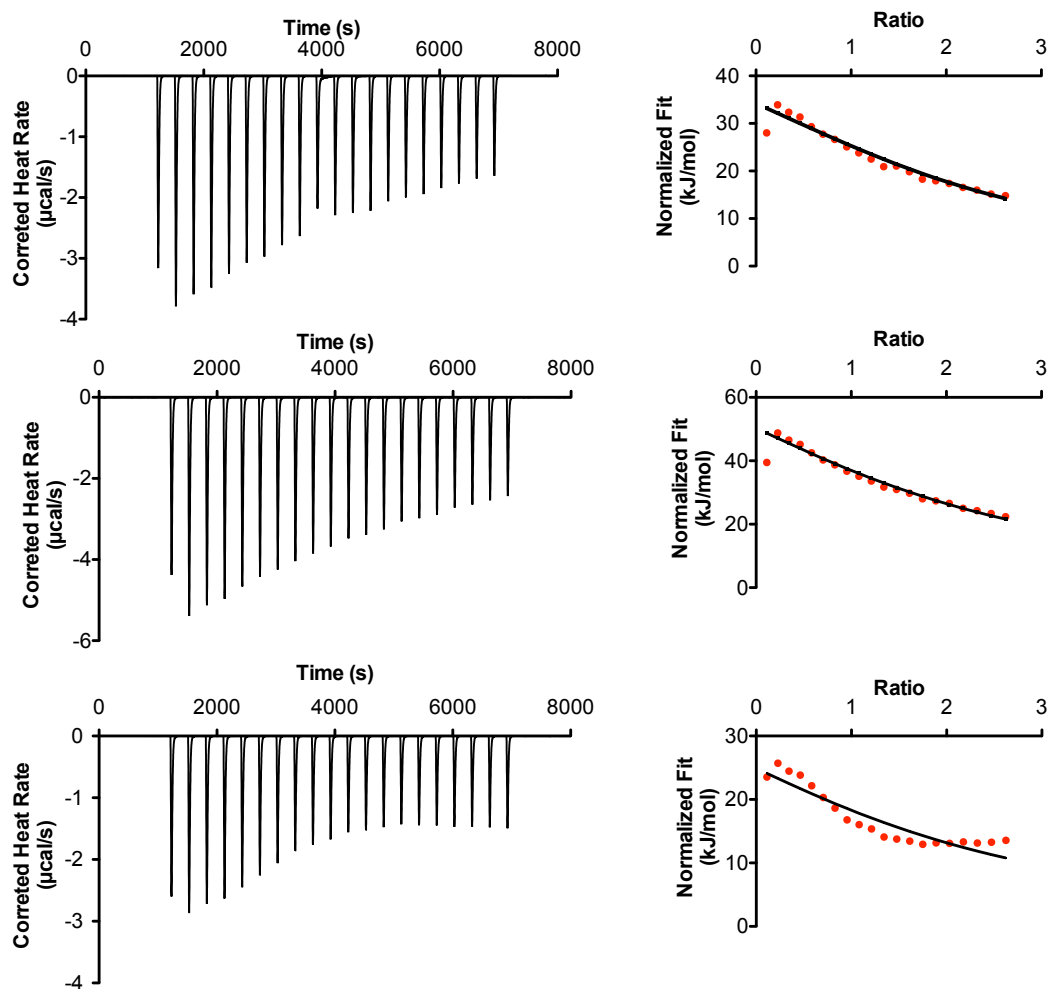 Time (s)
0 2000 4000 6000 8000
0
-1
-2
-3
-4
Correted Heat Rate
(µcal/s)
Ratio
0 1 2 3
40
30
20
10
0
Normalized Fit
(kJ/mol)
Time (s)
0 2000 4000 6000 8000
0
-2
-4
-6
Correted Heat Rate
(µcal/s)
Ratio
0 1 2 3
60
40
20
0
Normalized Fit
(kJ/mol)
Time (s)
0 2000 4000 6000 8000
0
-1
-2
-3
-4
Correted Heat Rate
(µcal/s)
Ratio
0 1 2 3
30
20
10
0
Normalized Fit
(kJ/mol)